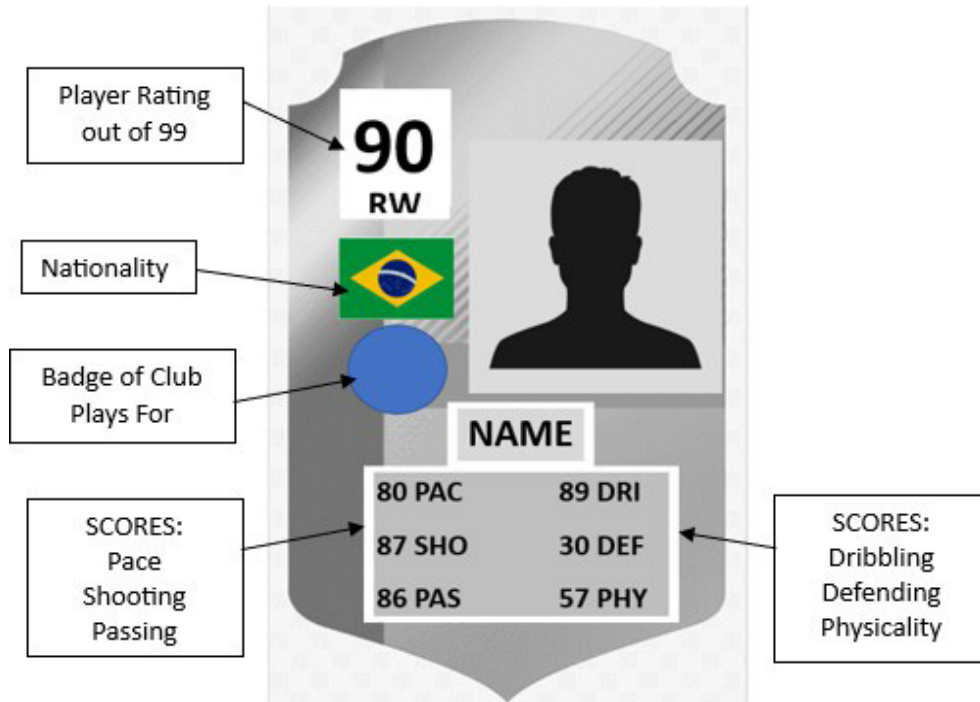 Player Rating
out of 99
90
RW
Nationality
Badge of Club
Plays For
NAME
80 PAC
89 DRI
87 SHO
30 DEF
86 PAS
57 PHY
SCORES:
Pace
Shooting
Passing
SCORES:
Dribbling
Defending
Physicality